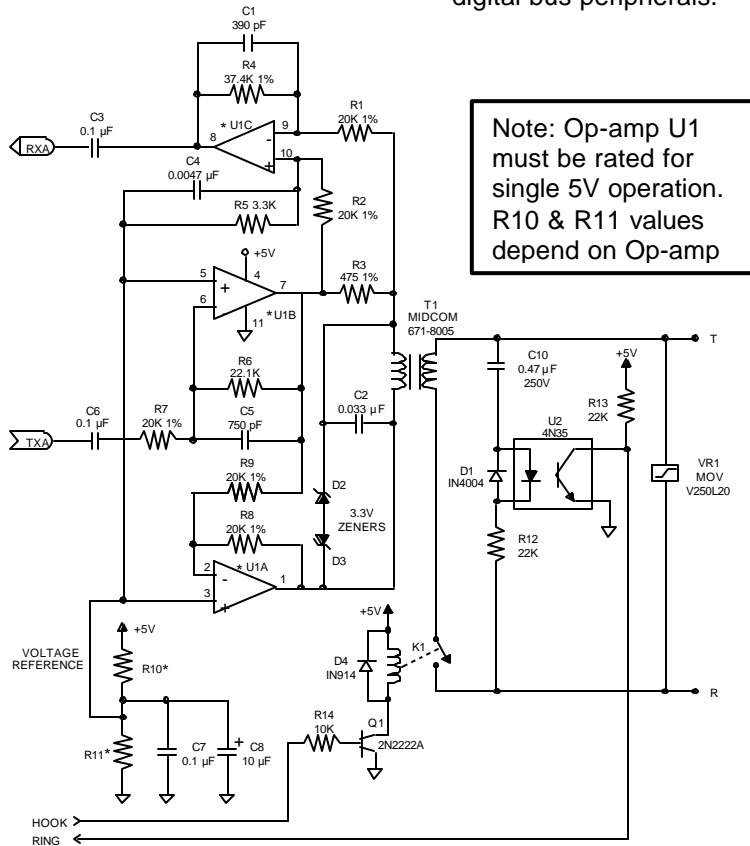 digital bus peripherals.
C1
390 pF
R4
37.4K 1%
C3
0.1 µF
* U1C
R1
20K 1%
RXA
8
9
-
10
+
C4
0.0047 µF
R5 3.3K
R2
20K 1%
Note: Op-amp U1
must be rated for
single 5V operation.
R10 & R11 values
depend on Op-amp
+5V
5
+
4
7
6
-
11
* U1B
R3
475 1%
T1
MIDCOM
671-8005
T
R6
22.1K
C10
0.47 µF
250V
+5V
R13
22K
C6
0.1 µF
R7
20K 1%
C5
750 pF
C2
0.033 µF
U2
4N35
TXA
D1
IN4004
VR1
MOV
V250L20
R9
20K 1%
D2
3.3V
ZENERS
R8
20K 1%
D3
R12
22K
* U1A
2
-
1
3
+
+5V
VOLTAGE
REFERENCE
R10*
+5V
D4
IN914
K1
R
R11*
C7
0.1 µF
+
C8
10 µF
R14
10K
Q1
2N2222A
HOOK
RING